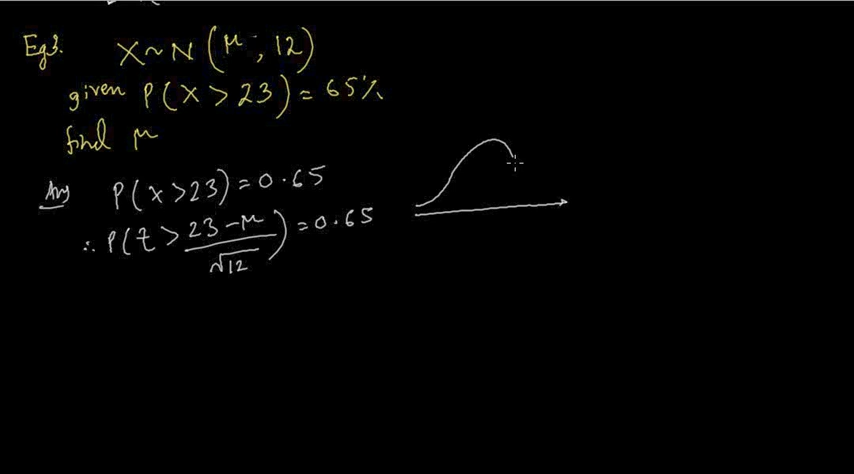 Eg3. X ~ N (μ, 12)
given P(X > 23) = 65%
find μ
Ans P(X > 23) = 0.65
∴ P(Z > (23 - μ)/√12) = 0.65